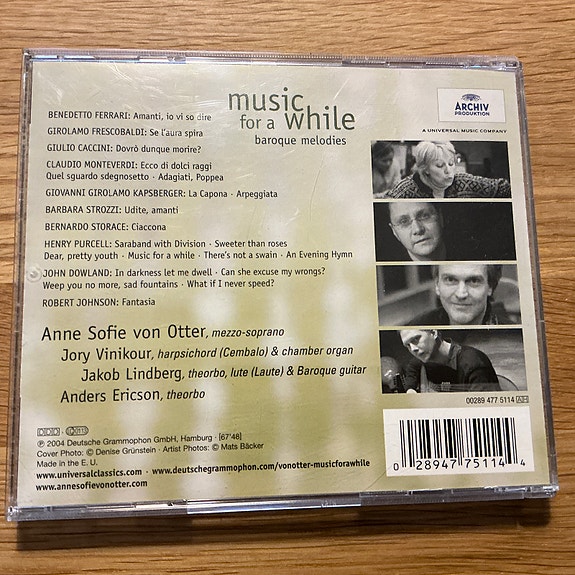 music
for a while
baroque melodies
ARCHIV
PRODUKTION
A UNIVERSAL MUSIC COMPANY
BENEDETTO FERRARI: Amanti, io vi so dire
GIROLAMO FRESCOBALDI: Se l'aura spira
GIULIO CACCINI: Dovrò dunque morire?
CLAUDIO MONTEVERDI: Ecco di dolci raggi
Quel sguardo sdegnosetto · Adagiati, Poppea
GIOVANNI GIROLAMO KAPSBERGER: La Capona · Arpeggiata
BARBARA STROZZI: Udite, amanti
BERNARDO STORACE: Ciaccona
HENRY PURCELL: Saraband with Division · Sweeter than roses
Dear, pretty youth · Music for a while · There's not a swain · An Evening Hymn
JOHN DOWLAND: In darkness let me dwell · Can she excuse my wrongs?
Weep you no more, sad fountains · What if I never speed?
ROBERT JOHNSON: Fantasia
Anne Sofie von Otter, mezzo-soprano
Jory Vinikour, harpsichord (Cembalo) & chamber organ
Jakob Lindberg, theorbo, lute (Laute) & Baroque guitar
Anders Ericson, theorbo
00289 477 5114 AH
DDD
℗ 2004 Deutsche Grammophon GmbH, Hamburg · [67'48]
Cover Photo: © Denise Grünstein · Artist Photos: © Mats Bäcker
Made in the E. U.
www.universalclassics.com · www.deutschegrammophon.com/vonotter-musicforawhile
www.annesofievonotter.com
0 28947 75114 4